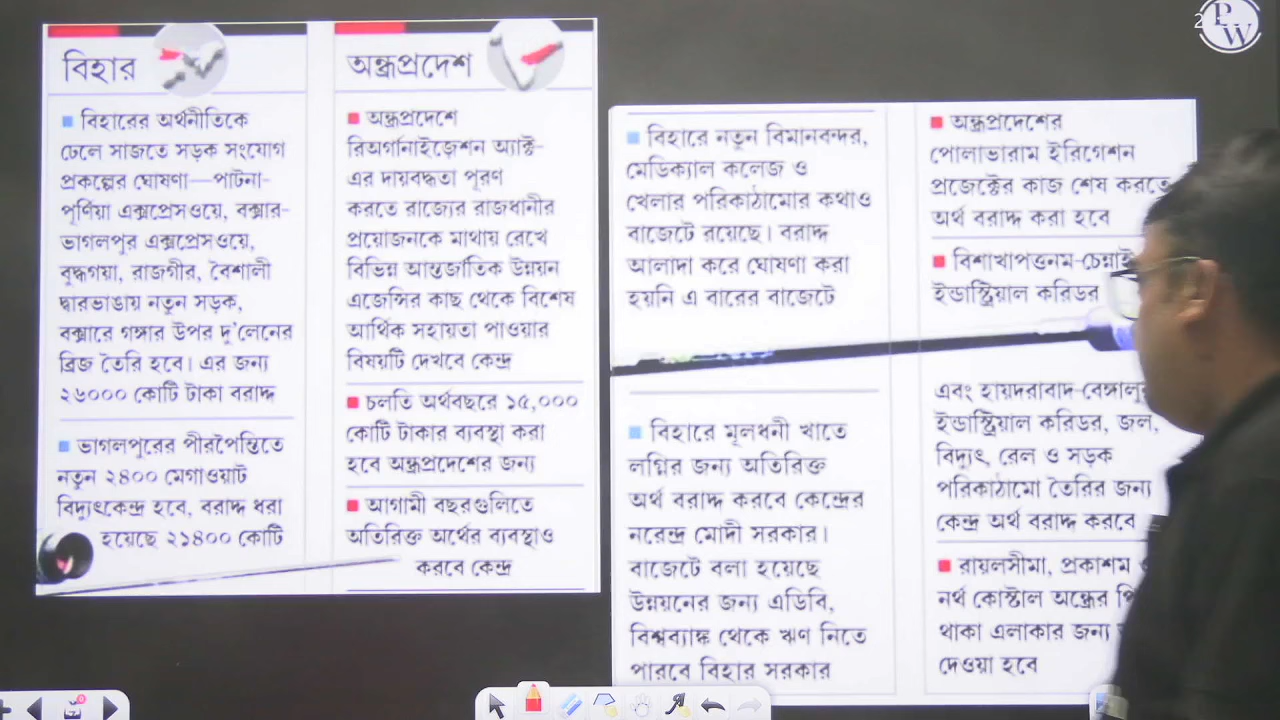 বিহার
■ বিহারের অর্থনীতিকে
ঢেলে সাজতে সড়ক সংযোগ
প্রকল্পের ঘোষণা—পাটনা-
পূর্ণিয়া এক্সপ্রেসওয়ে, বক্সার-
ভাগলপুর এক্সপ্রেসওয়ে,
বুদ্ধগয়া, রাজগীর, বৈশালী
দ্বারভাঙায় নতুন সড়ক,
বক্সারে গঙ্গার উপর দু'লেনের
ব্রিজ তৈরি হবে। এর জন্য
২৬০০০ কোটি টাকা বরাদ্দ
■ ভাগলপুরের পীরপৈন্তিতে
নতুন ২৪০০ মেগাওয়াট
বিদ্যুৎকেন্দ্র হবে, বরাদ্দ ধরা
হয়েছে ২১৪০০ কোটি
অন্ধ্রপ্রদেশ
■ অন্ধ্রপ্রদেশে
রিঅর্গানাইজ়েশন অ্যাক্ট-
এর দায়বদ্ধতা পূরণ
করতে রাজ্যের রাজধানীর
প্রয়োজনকে মাথায় রেখে
বিভিন্ন আন্তর্জাতিক উন্নয়ন
এজেন্সির কাছ থেকে বিশেষ
আর্থিক সহায়তা পাওয়ার
বিষয়টি দেখবে কেন্দ্র
■ চলতি অর্থবছরে ১৫,০০০
কোটি টাকার ব্যবস্থা করা
হবে অন্ধ্রপ্রদেশের জন্য
■ আগামী বছরগুলিতে
অতিরিক্ত অর্থের ব্যবস্থাও
করবে কেন্দ্র
■ বিহারে নতুন বিমানবন্দর,
মেডিক্যাল কলেজ ও
খেলার পরিকাঠামোর কথাও
বাজেটে রয়েছে। বরাদ্দ
আলাদা করে ঘোষণা করা
হয়নি এ বারের বাজেটে
■ বিহারে মূলধনী খাতে
লগ্নির জন্য অতিরিক্ত
অর্থ বরাদ্দ করবে কেন্দ্রের
নরেন্দ্র মোদী সরকার।
বাজেটে বলা হয়েছে
উন্নয়নের জন্য এডিবি,
বিশ্বব্যাঙ্ক থেকে ঋণ নিতে
পারবে বিহার সরকার
■ অন্ধ্রপ্রদেশের
পোলাভারাম ইরিগেশন
প্রজেক্টের কাজ শেষ করতে
অর্থ বরাদ্দ করা হবে
■ বিশাখাপত্তনম-চেন্নাই
ইন্ডাস্ট্রিয়াল করিডর
এবং হায়দরাবাদ-বেঙ্গালু
ইন্ডাস্ট্রিয়াল করিডর, জল,
বিদ্যুৎ, রেল ও সড়ক
পরিকাঠামো তৈরির জন্য
কেন্দ্র অর্থ বরাদ্দ করবে
■ রায়লসীমা, প্রকাশম
নর্থ কোস্টাল অন্ধ্রের
থাকা এলাকার জন্য
দেওয়া হবে
PW